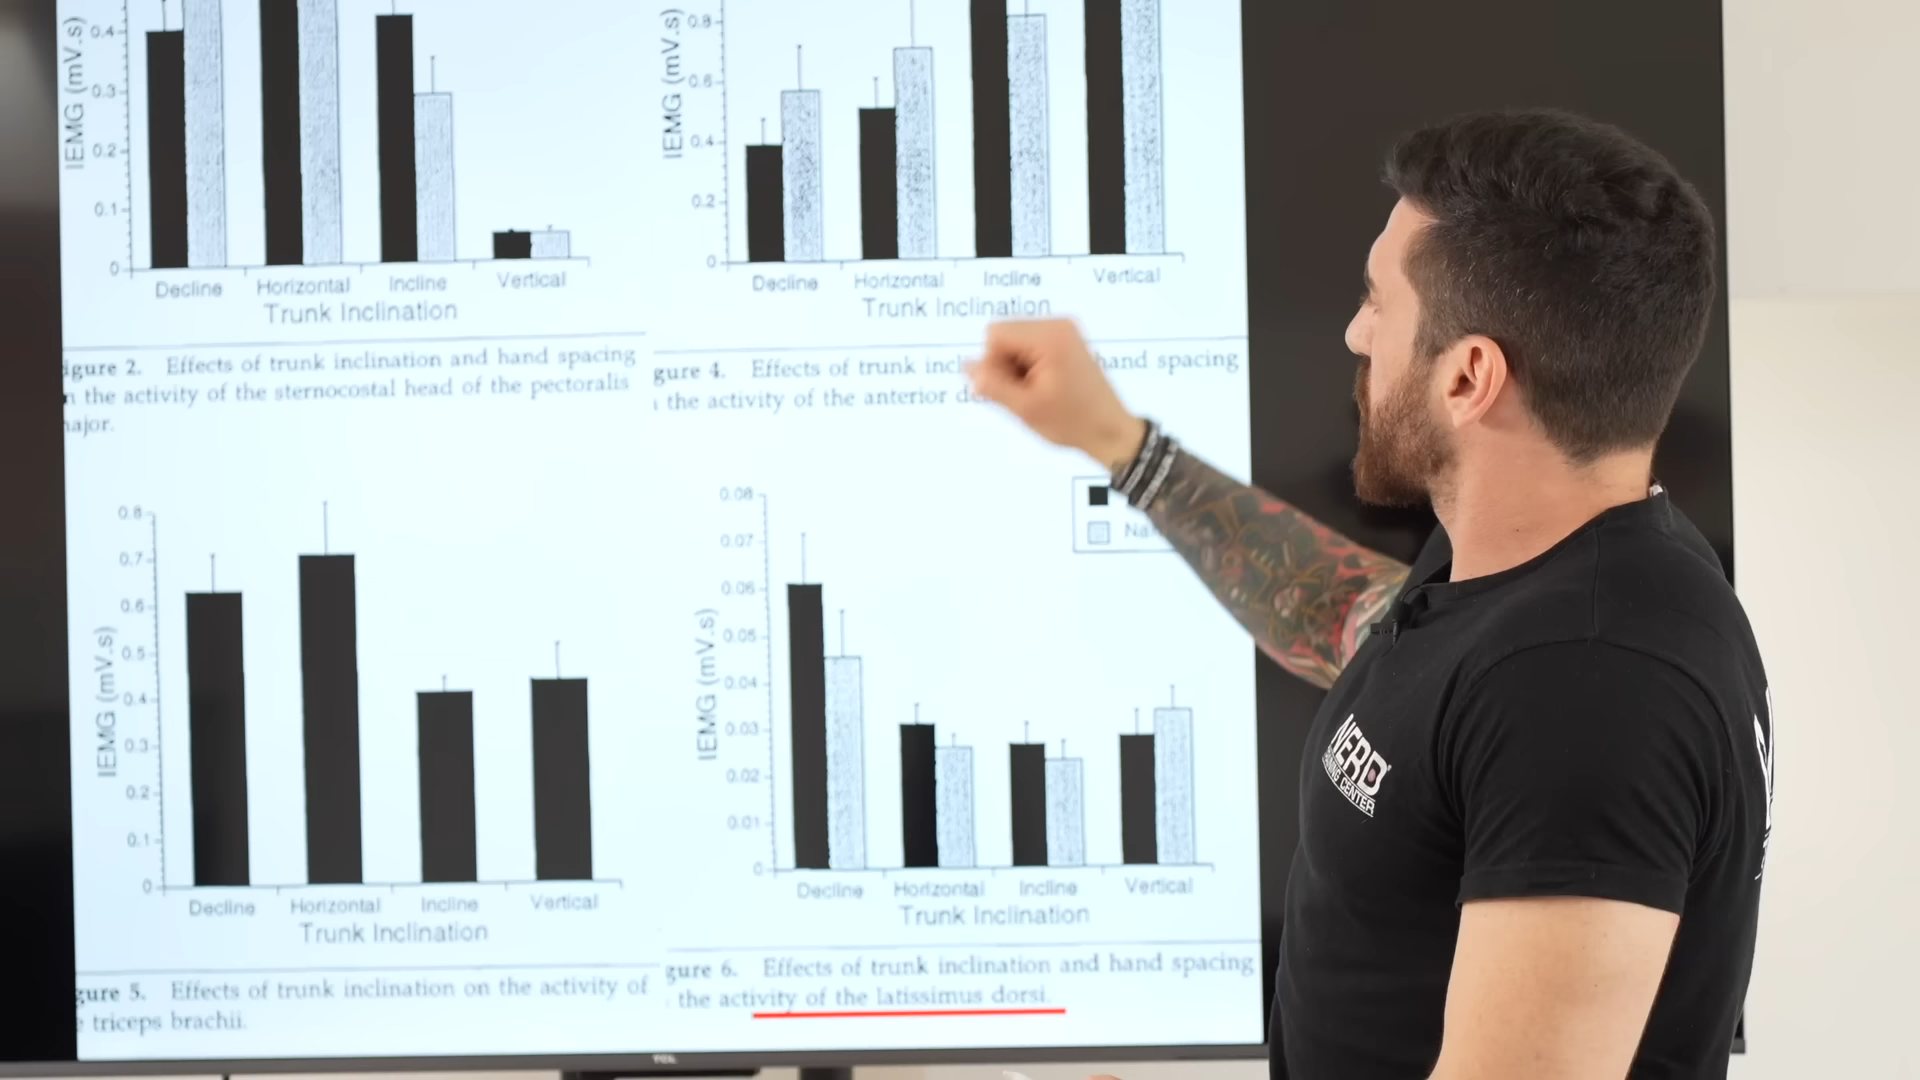 IEMG (mV.s)
0.4
0.3
0.2
0.1
0
Decline Horizontal Incline Vertical
Trunk Inclination
igure 2. Effects of trunk inclination and hand spacing
n the activity of the sternocostal head of the pectoralis
ajor.
IEMG (mV.s)
0.8
0.6
0.4
0.2
0
Decline Horizontal Incline Vertical
Trunk Inclination
gure 4. Effects of trunk incl hand spacing
the activity of the anterior de
IEMG (mV.s)
0.8
0.7
0.6
0.5
0.4
0.3
0.2
0.1
0
Decline Horizontal Incline Vertical
Trunk Inclination
gure 5. Effects of trunk inclination on the activity of
triceps brachii.
IEMG (mV.s)
0.08
0.07
0.06
0.05
0.04
0.03
0.02
0.01
0
Decline Horizontal Incline Vertical
Trunk Inclination
gure 6. Effects of trunk inclination and hand spacing
the activity of the latissimus dorsi.
TCL
NERD
TRAINING CENTER